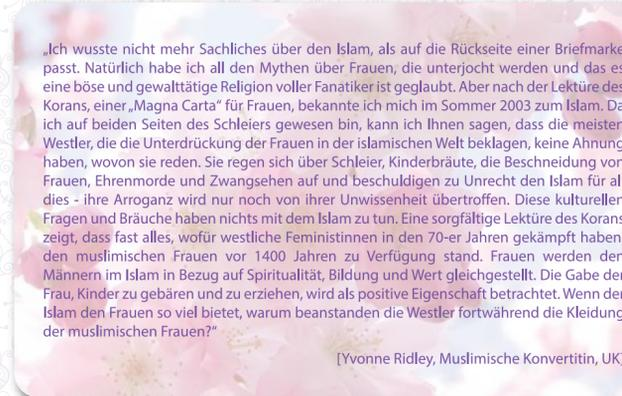 „Ich wusste nicht mehr Sachliches über den Islam, als auf die Rückseite einer Briefmarke
passt. Natürlich habe ich all den Mythen über Frauen, die unterjocht werden und das es
eine böse und gewalttätige Religion voller Fanatiker ist geglaubt. Aber nach der Lektüre des
Korans, einer „Magna Carta“ für Frauen, bekannte ich mich im Sommer 2003 zum Islam. Da
ich auf beiden Seiten des Schleiers gewesen bin, kann ich Ihnen sagen, dass die meisten
Westler, die die Unterdrückung der Frauen in der islamischen Welt beklagen, keine Ahnung
haben, wovon sie reden. Sie regen sich über Schleier, Kinderbräute, die Beschneidung von
Frauen, Ehrenmorde und Zwangsehen auf und beschuldigen zu Unrecht den Islam für all
dies - ihre Arroganz wird nur noch von ihrer Unwissenheit übertroffen. Diese kulturellen
Fragen und Bräuche haben nichts mit dem Islam zu tun. Eine sorgfältige Lektüre des Korans
zeigt, dass fast alles, wofür westliche Feministinnen in den 70-er Jahren gekämpft haben,
den muslimischen Frauen vor 1400 Jahren zu Verfügung stand. Frauen werden den
Männern im Islam in Bezug auf Spiritualität, Bildung und Wert gleichgestellt. Die Gabe der
Frau, Kinder zu gebären und zu erziehen, wird als positive Eigenschaft betrachtet. Wenn der
Islam den Frauen so viel bietet, warum beanstanden die Westler fortwährend die Kleidung
der muslimischen Frauen?“
[Yvonne Ridley, Muslimische Konvertitin, UK]